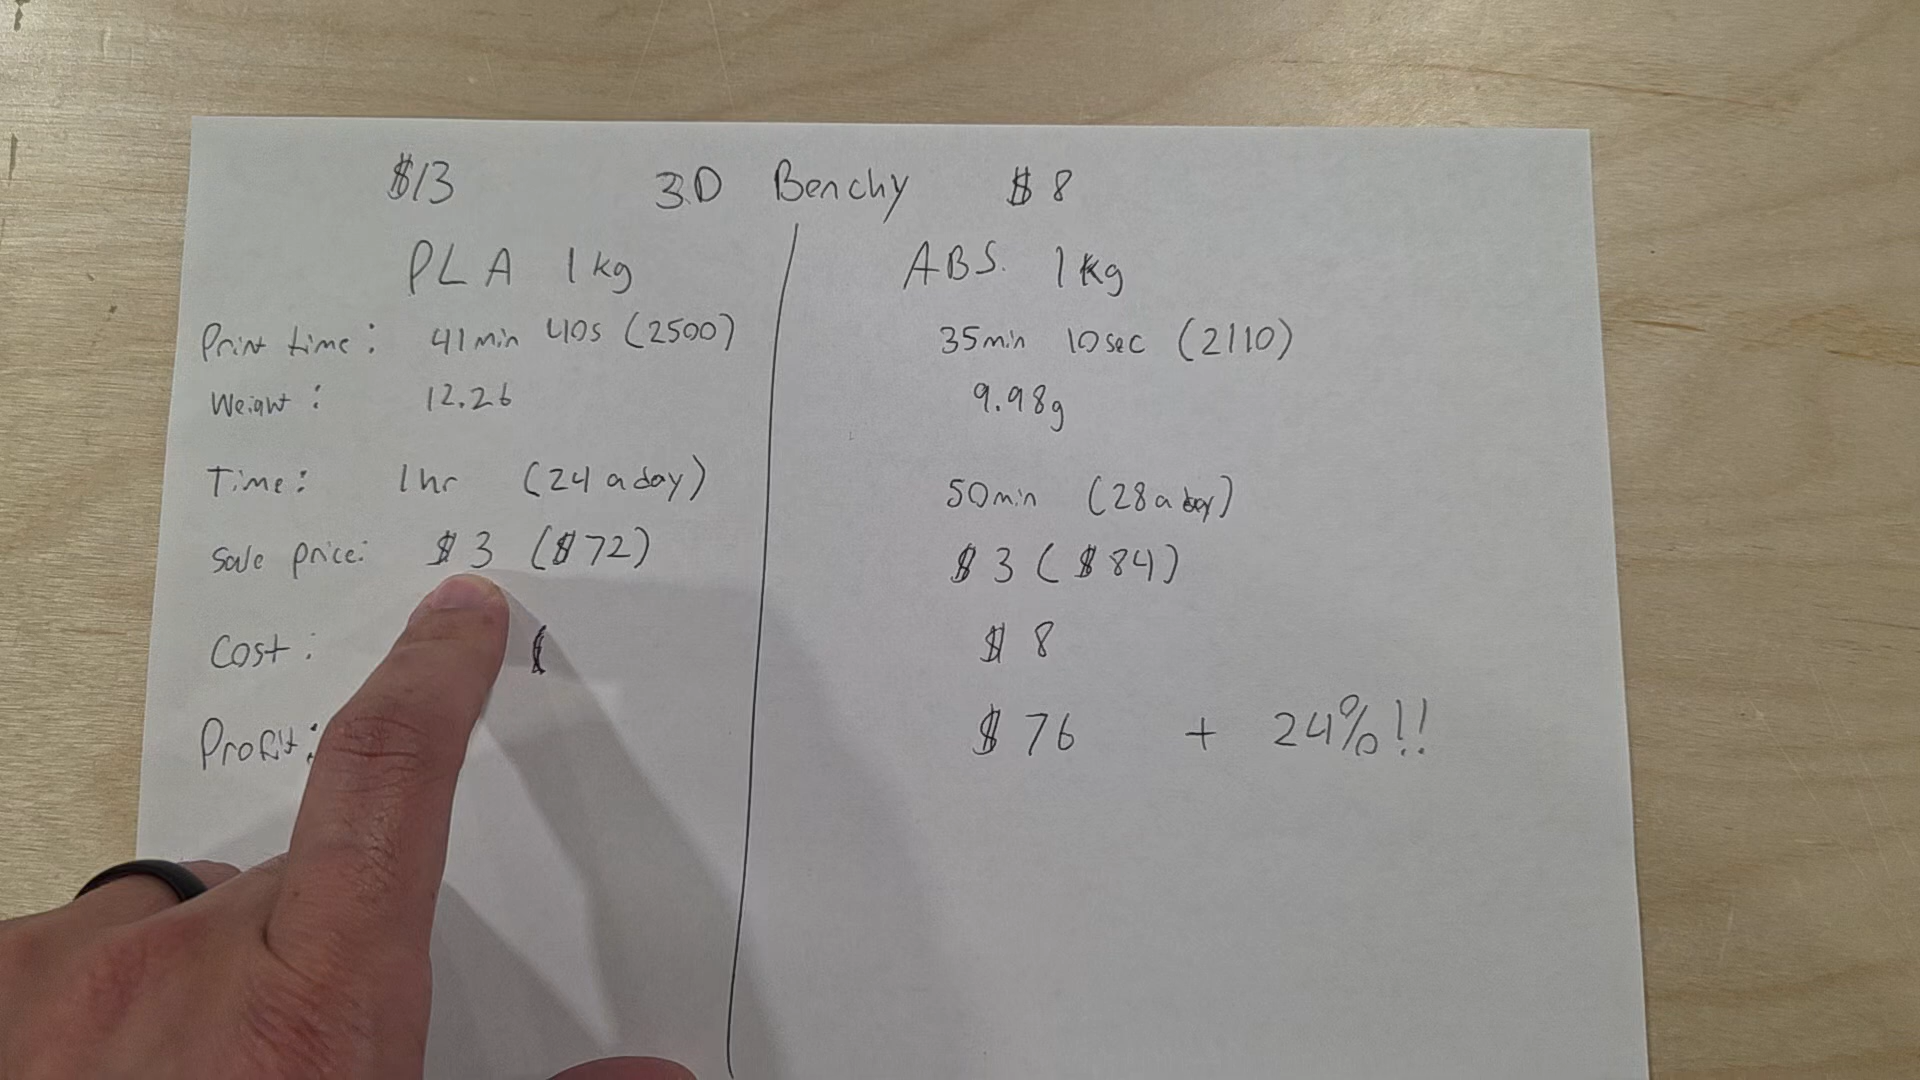 $13 3D Benchy $8
PLA 1kg
Print time: 41min 40s (2500)
Weight: 12.26
Time: 1hr (24 a day)
Sale price: $3 ($72)
Cost:
Profit:
ABS. 1kg
35min 10sec (2110)
9.98g
50min (28 a day)
$3 ($84)
$8
$76 + 24%!!